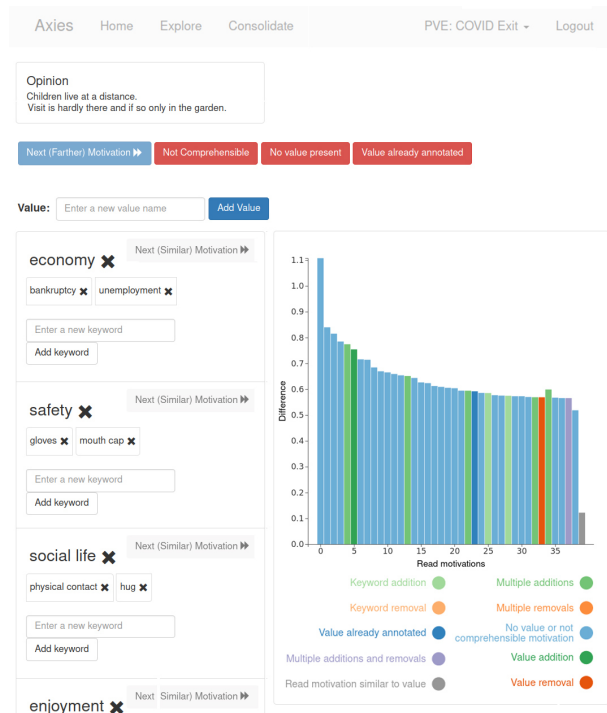 Axies Home Explore Consolidate PVE: COVID Exit Logout
Opinion
Children live at a distance.
Visit is hardly there and if so only in the garden.
Next (Farther) Motivation
Not Comprehensible
No value present
Value already annotated
Value: Enter a new value name Add Value
economy
Next (Similar) Motivation
bankruptcy unemployment
Enter a new keyword
Add keyword
safety
Next (Similar) Motivation
gloves mouth cap
Enter a new keyword
Add keyword
social life
Next (Similar) Motivation
physical contact hug
Enter a new keyword
Add keyword
enjoyment
Next (Similar) Motivation
1.1
1.0
0.9
0.8
0.7
0.6
0.5
0.4
0.3
0.2
0.1
0.0
Difference
0 5 10 15 20 25 30 35
Read motivations
Keyword addition
Multiple additions
Keyword removal
Multiple removals
Value already annotated
No value or not
comprehensible motivation
Multiple additions and removals
Value addition
Read motivation similar to value
Value removal